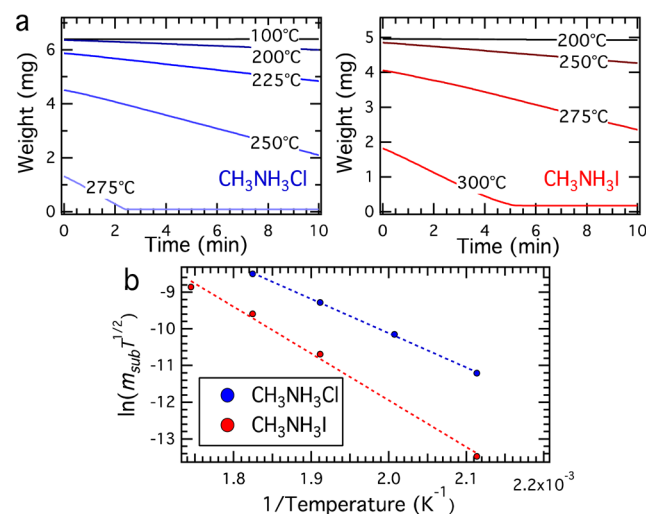 a
Weight (mg)
6
4
2
0
100°C
200°C
225°C
250°C
275°C
CH₃NH₃Cl
0 2 4 6 8 10
Time (min)
Weight (mg)
5
4
3
2
1
0
200°C
250°C
275°C
300°C
CH₃NH₃I
0 2 4 6 8 10
Time (min)
b
ln(m_sub T^1/2)
-9
-10
-11
-12
-13
CH₃NH₃Cl
CH₃NH₃I
1.8 1.9 2.0 2.1 2.2x10⁻³
1/Temperature (K⁻¹)